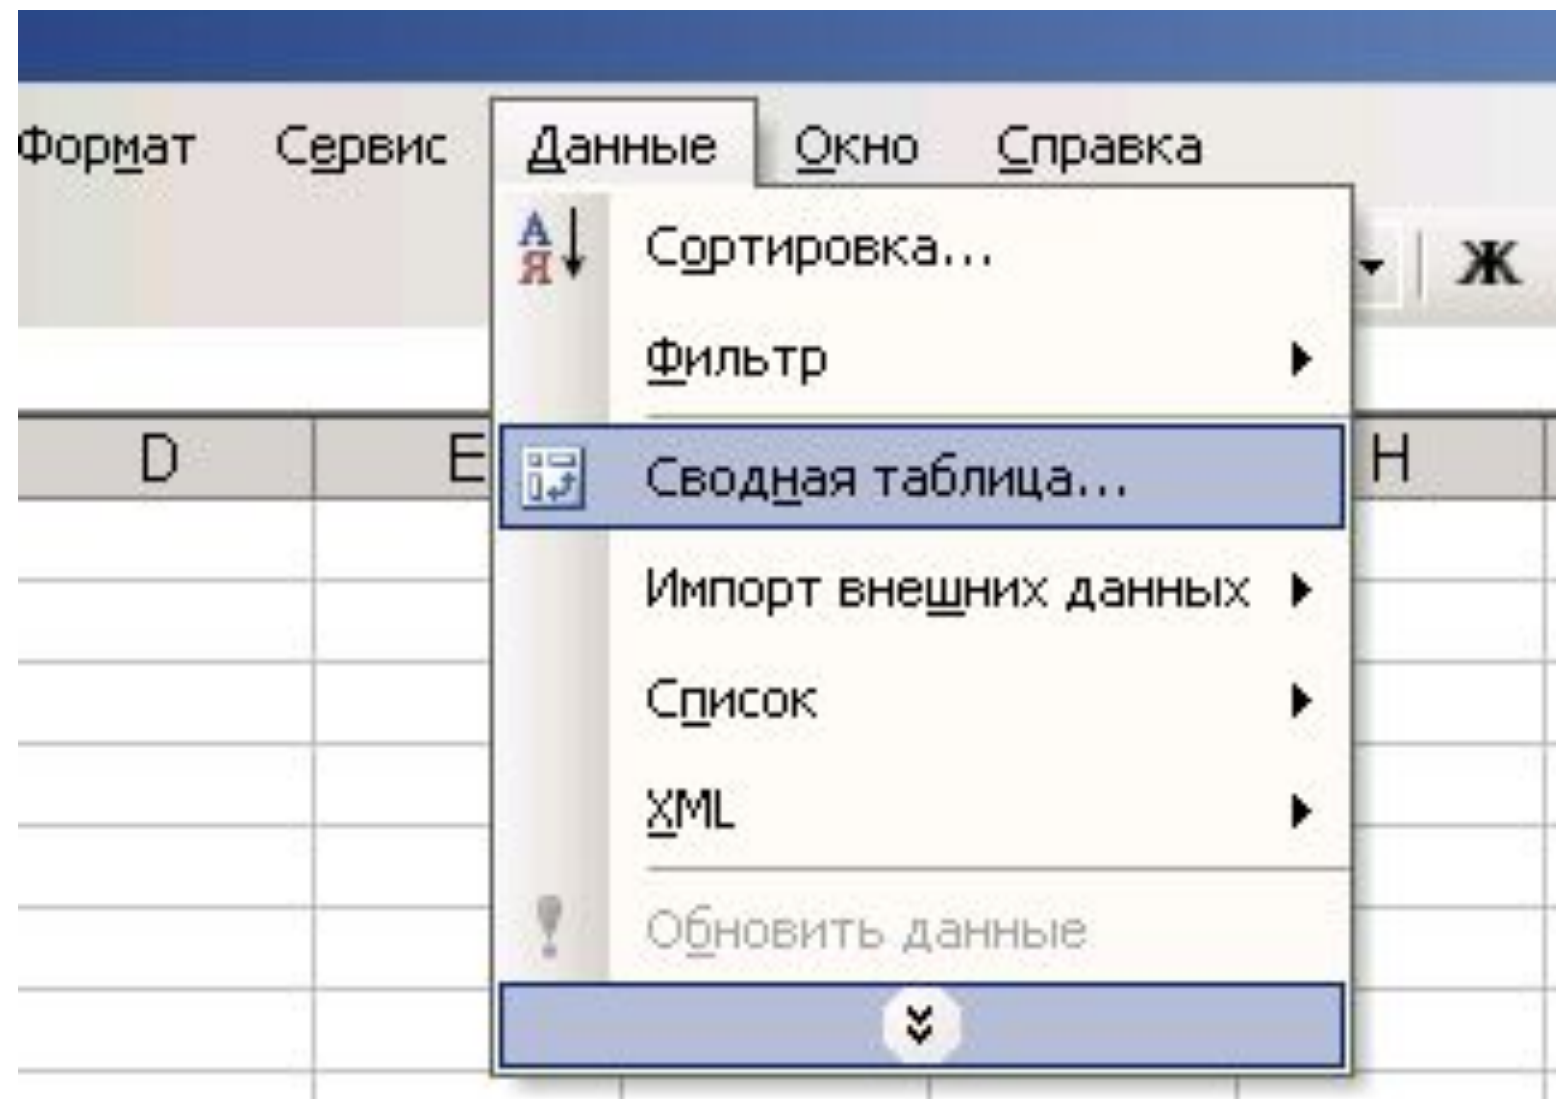 Формат Сервис Данные Окно Справка
Сортировка...
Ж
Фильтр
D E H
Сводная таблица...
Импорт внешних данных
Список
XML
Обновить данные